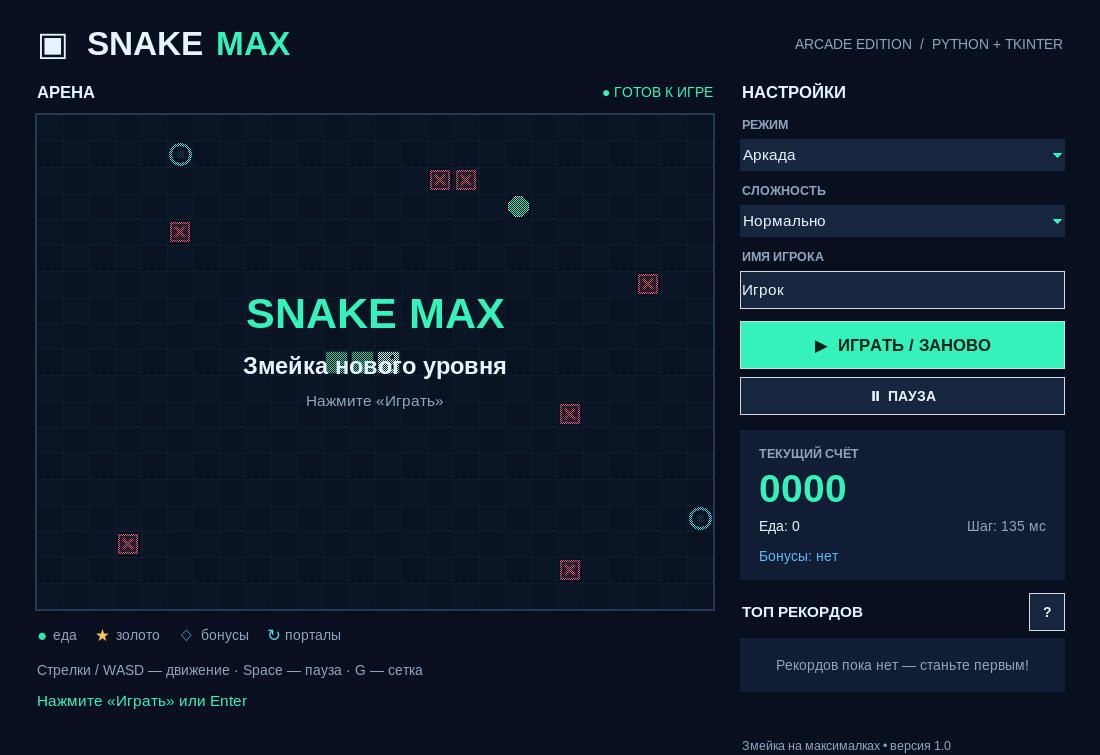 SNAKE MAX
ARCADE EDITION / PYTHON + TKINTER
АРЕНА
● ГОТОВ К ИГРЕ
SNAKE MAX
Змейка нового уровня
Нажмите «Играть»
● еда ★ золото ◇ бонусы ↻ порталы
Стрелки / WASD — движение · Space — пауза · G — сетка
Нажмите «Играть» или Enter
НАСТРОЙКИ
РЕЖИМ
Аркада
СЛОЖНОСТЬ
Нормально
ИМЯ ИГРОКА
Игрок
▶ ИГРАТЬ / ЗАНОВО
⏸ ПАУЗА
ТЕКУЩИЙ СЧЁТ
0000
Еда: 0 Шаг: 135 мс
Бонусы: нет
ТОП РЕКОРДОВ ?
Рекордов пока нет — станьте первым!
Змейка на максималках • версия 1.0